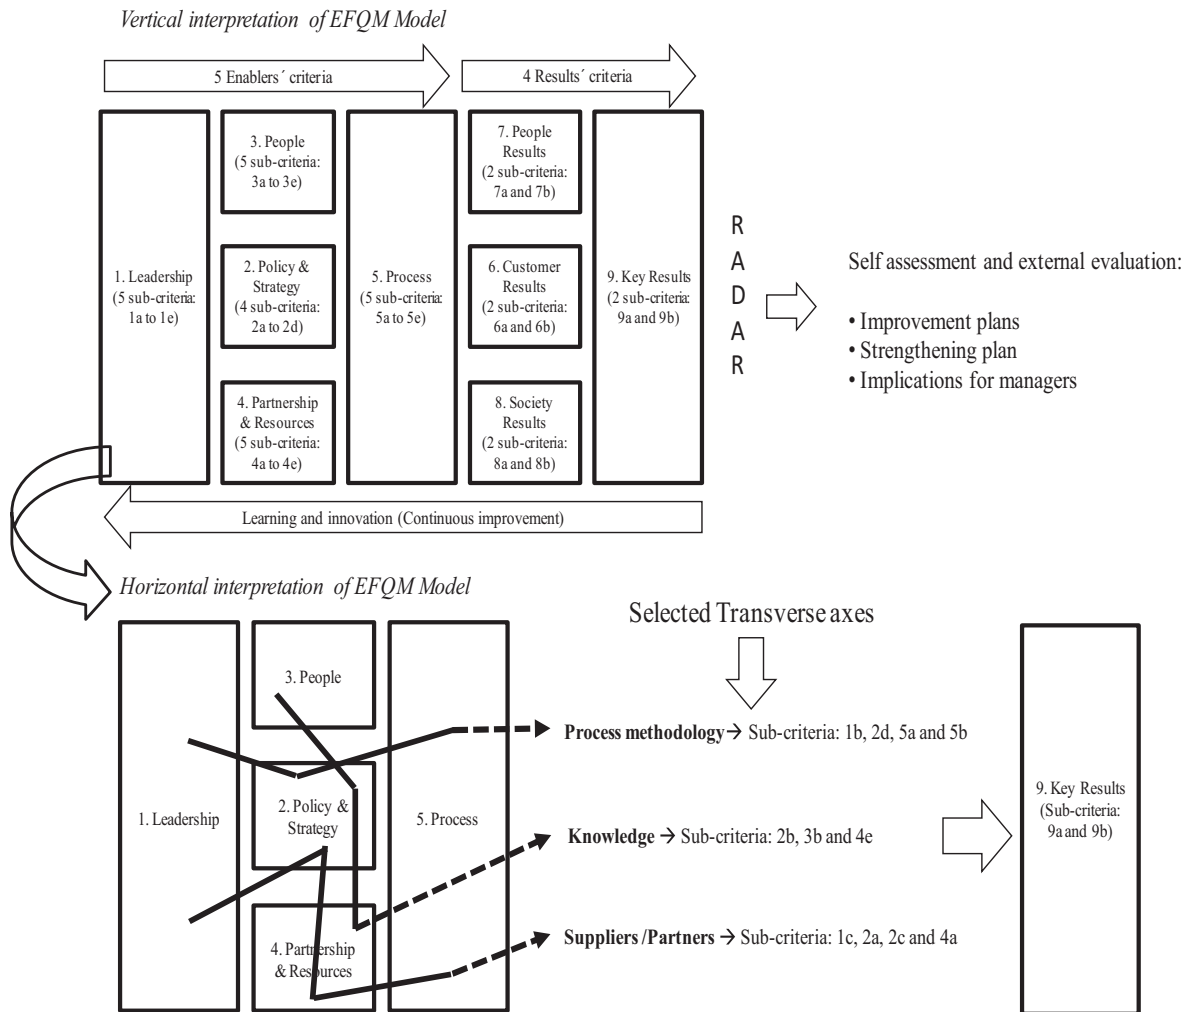 Vertical interpretation of EFQM Model
5 Enablers´ criteria
4 Results´ criteria
1. Leadership
(5 sub-criteria:
1a to 1e)
3. People
(5 sub-criteria:
3a to 3e)
2. Policy &
Strategy
(4 sub-criteria:
2a to 2d)
4. Partnership
& Resources
(5 sub-criteria:
4a to 4e)
5. Process
(5 sub-criteria:
5a to 5e)
7. People
Results
(2 sub-criteria:
7a and 7b)
6. Customer
Results
(2 sub-criteria:
6a and 6b)
8. Society
Results
(2 sub-criteria:
8a and 8b)
9. Key Results
(2 sub-criteria:
9a and 9b)
R
A
D
A
R
Self assessment and external evaluation:
• Improvement plans
• Strengthening plan
• Implications for managers
Learning and innovation (Continuous improvement)
Horizontal interpretation of EFQM Model
1. Leadership
3. People
2. Policy &
Strategy
4. Partnership
& Resources
5. Process
Selected Transverse axes
Process methodology → Sub-criteria: 1b, 2d, 5a and 5b
Knowledge → Sub-criteria: 2b, 3b and 4e
Suppliers /Partners → Sub-criteria: 1c, 2a, 2c and 4a
9. Key Results
(Sub-criteria:
9a and 9b)